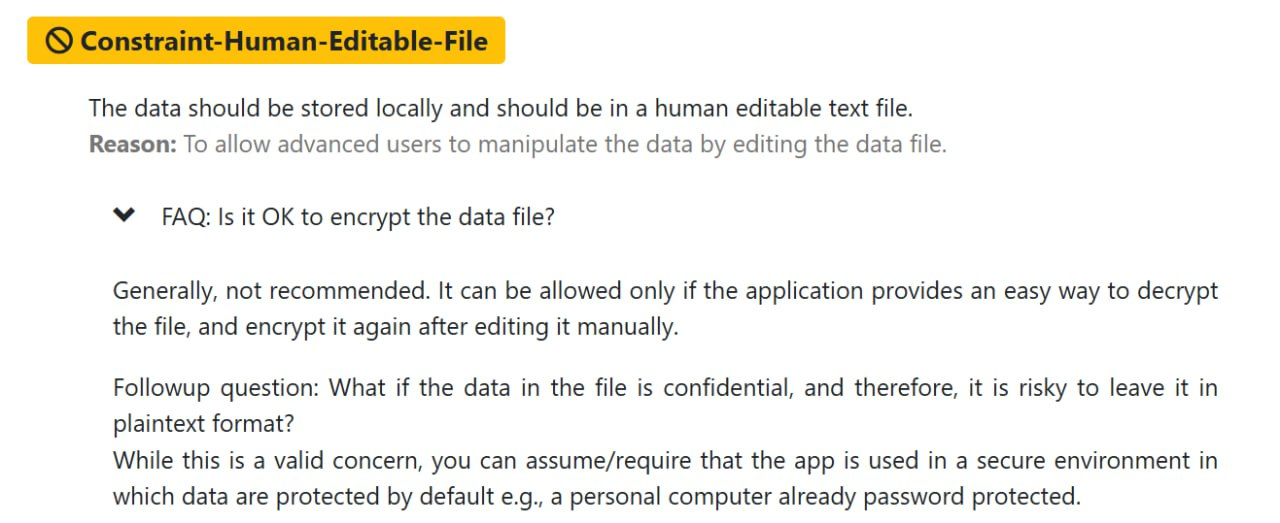 Constraint-Human-Editable-File
The data should be stored locally and should be in a human editable text file.
Reason: To allow advanced users to manipulate the data by editing the data file.
FAQ: Is it OK to encrypt the data file?
Generally, not recommended. It can be allowed only if the application provides an easy way to decrypt
the file, and encrypt it again after editing it manually.
Followup question: What if the data in the file is confidential, and therefore, it is risky to leave it in
plaintext format?
While this is a valid concern, you can assume/require that the app is used in a secure environment in
which data are protected by default e.g., a personal computer already password protected.